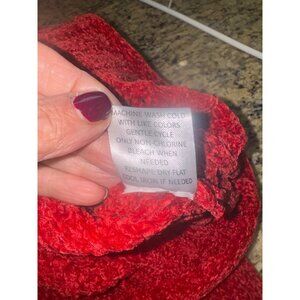 MACHINE WASH COLD
WITH LIKE COLORS
GENTLE CYCLE
ONLY NON-CHLORINE
BLEACH WHEN
NEEDED
RESHAPE DRY FLAT
COOL IRON IF NEEDED